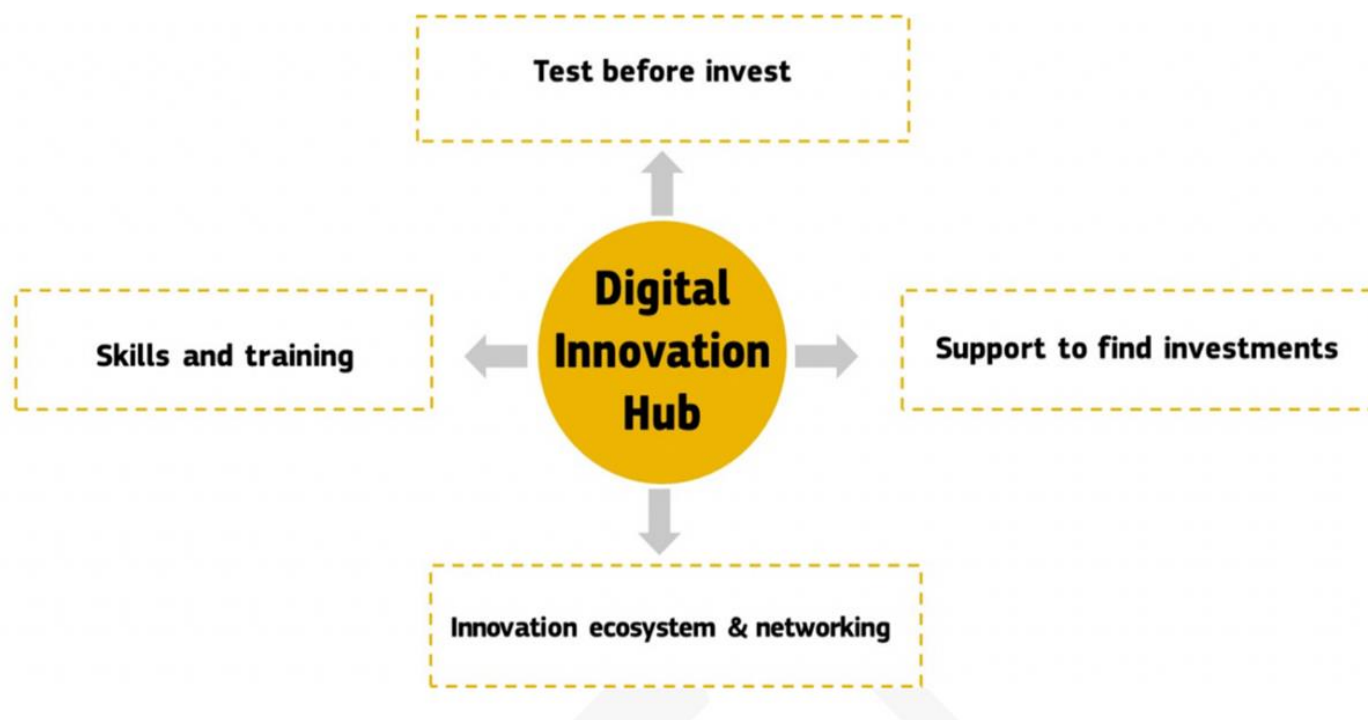 Test before invest
Digital
Innovation
Hub
Skills and training
Support to find investments
Innovation ecosystem & networking